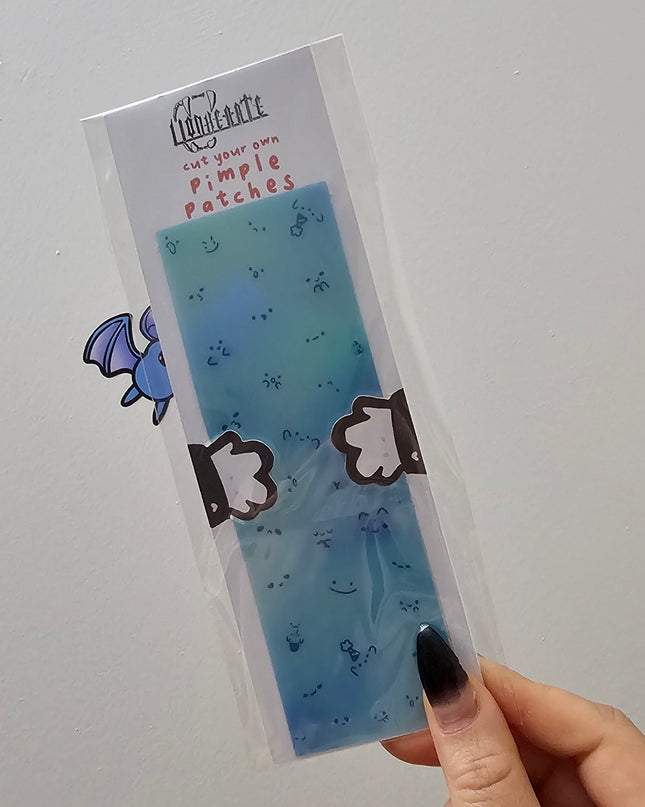 cut your own
pimple
patches